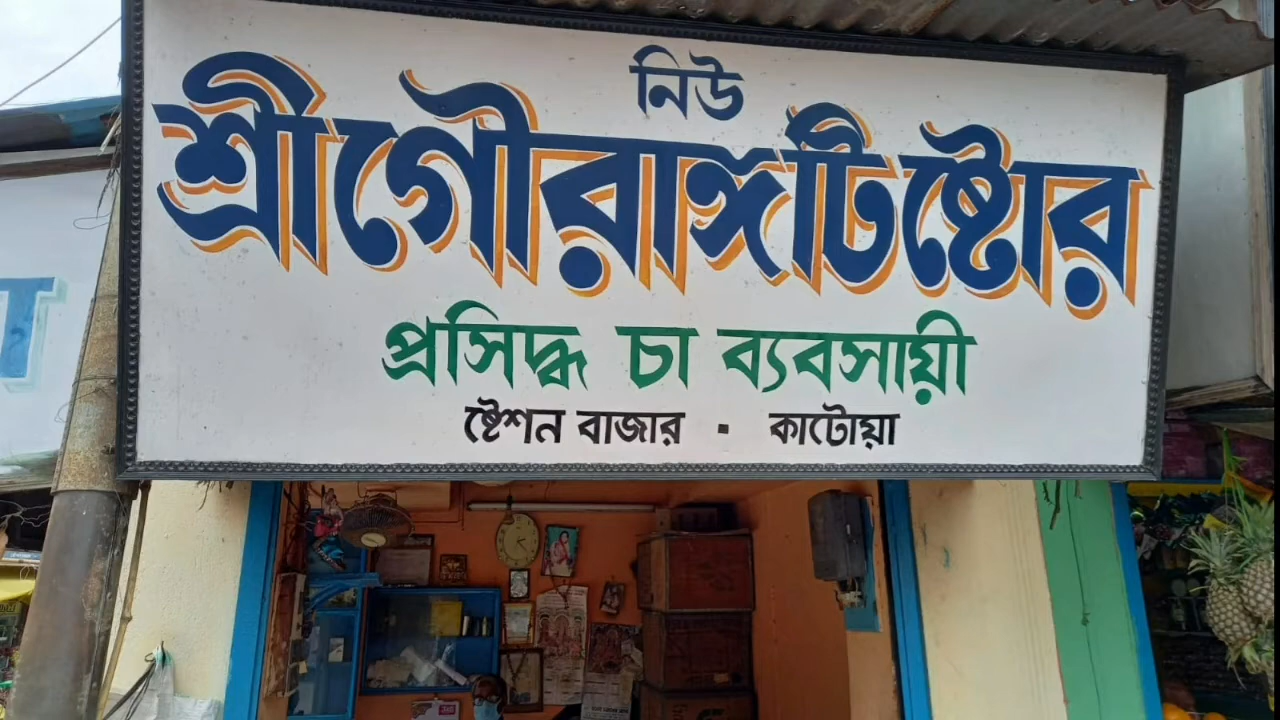 নিউ
শ্রীগৌরাঙ্গ টি ষ্টোর
প্রসিদ্ধ চা ব্যবসায়ী
ষ্টেশন বাজার · কাটোয়া